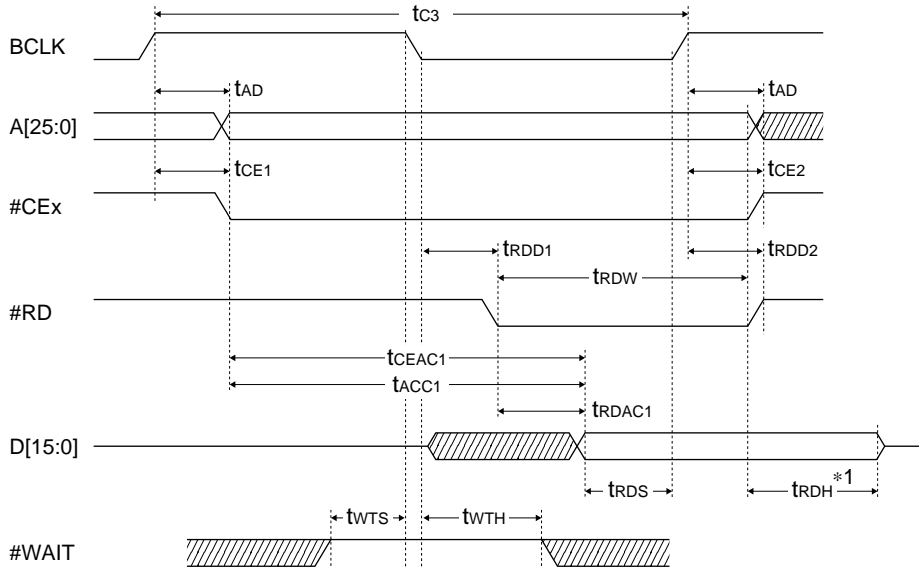 tC3
BCLK
tAD tAD
A[25:0]
tCE1 tCE2
#CEx
tRDD1 tRDD2
tRDW
#RD
tCEAC1
tACC1
tRDAC1
D[15:0]
tRDS tRDH*1
tWTS tWTH
#WAIT